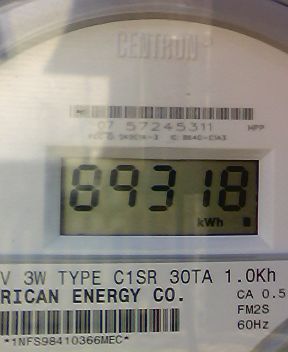 CENTRON
07 57245311 HPP
89318
kWh
V 3W TYPE C1SR 30TA 1.0Kh
RICAN ENERGY CO. CA 0.5
FM2S
60Hz
*1NFS98410366MEC*